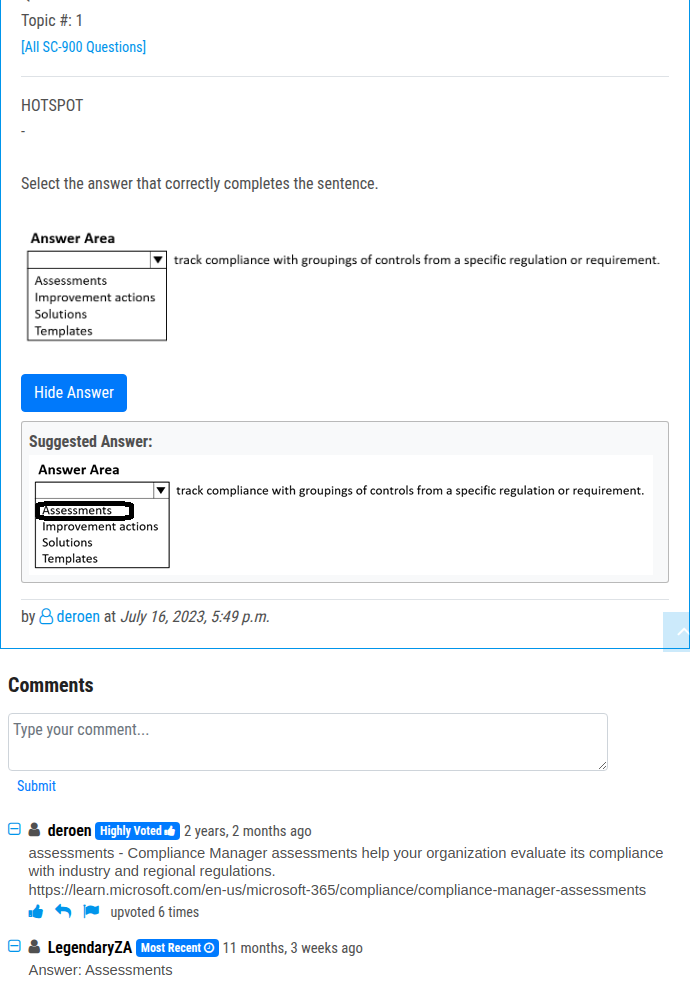 Topic #: 1
[All SC-900 Questions]
HOTSPOT
-
Select the answer that correctly completes the sentence.
Answer Area
track compliance with groupings of controls from a specific regulation or requirement.
Assessments
Improvement actions
Solutions
Templates
Hide Answer
Suggested Answer:
Answer Area
track compliance with groupings of controls from a specific regulation or requirement.
Assessments
Improvement actions
Solutions
Templates
by deroen at July 16, 2023, 5:49 p.m.
Comments
Type your comment...
Submit
deroen Highly Voted 2 years, 2 months ago
assessments - Compliance Manager assessments help your organization evaluate its compliance
with industry and regional regulations.
https://learn.microsoft.com/en-us/microsoft-365/compliance/compliance-manager-assessments
upvoted 6 times
LegendaryZA Most Recent 11 months, 3 weeks ago
Answer: Assessments